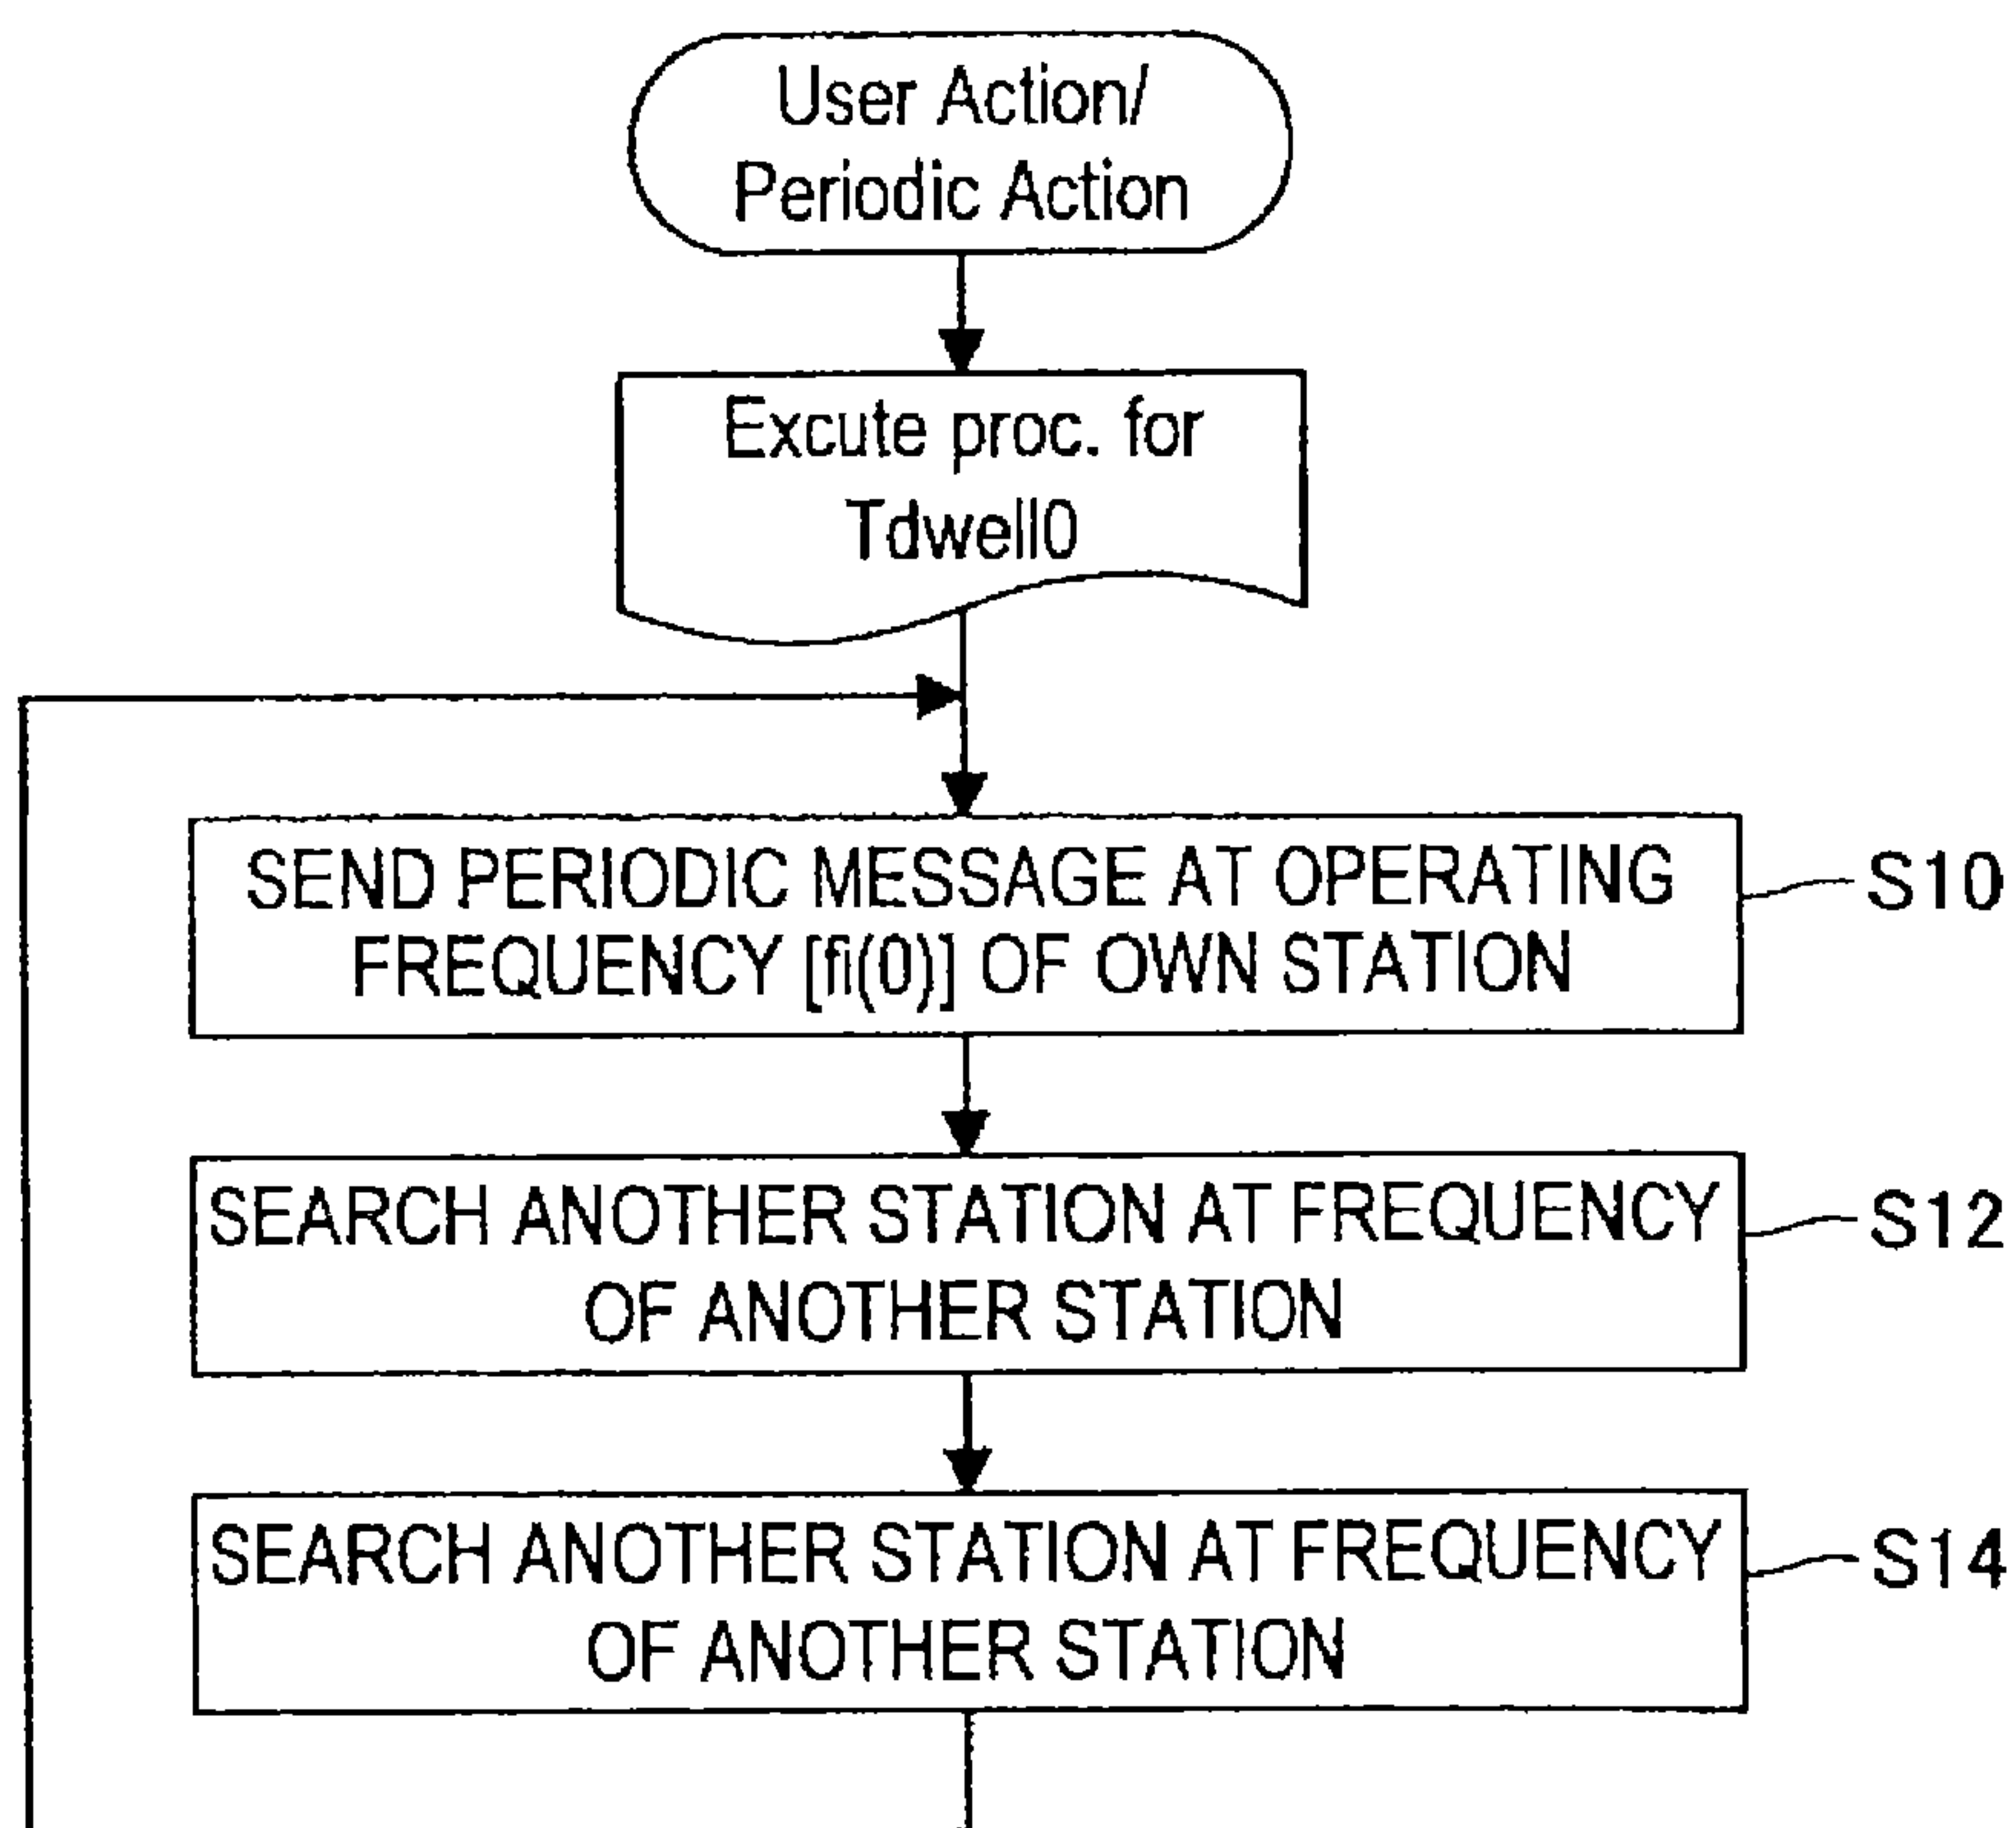 User Action/
Periodic Action
Excute proc. for
Tdwell0
SEND PERIODIC MESSAGE AT OPERATING
FREQUENCY [fi(0)] OF OWN STATION
S10
SEARCH ANOTHER STATION AT FREQUENCY
OF ANOTHER STATION
S12
SEARCH ANOTHER STATION AT FREQUENCY
OF ANOTHER STATION
S14